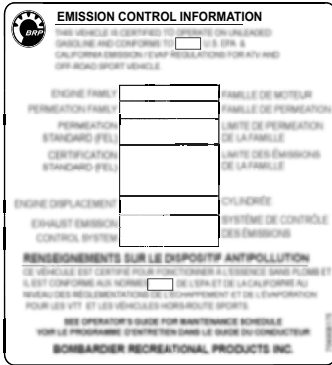 BRP
EMISSION CONTROL INFORMATION
THIS VEHICLE IS CERTIFIED TO OPERATE ON UNLEADED
GASOLINE AND CONFORMS TO U.S. EPA &
CALIFORNIA EMISSION / EVAP REGULATIONS FOR ATV AND
OFF-ROAD SPORT VEHICLE.
ENGINE FAMILY FAMILLE DE MOTEUR
PERMEATION FAMILY FAMILLE DE PERMEATION
PERMEATION LIMITE DE PERMEATION
STANDARD (FEL) DE LA FAMILLE
CERTIFICATION LIMITE DES ÉMISSIONS
STANDARD (FEL) DE LA FAMILLE
ENGINE DISPLACEMENT CYLINDRÉE
EXHAUST EMISSION SYSTÈME DE CONTRÔLE
CONTROL SYSTEM DES ÉMISSIONS
RENSEIGNEMENTS SUR LE DISPOSITIF ANTIPOLLUTION
CE VÉHICULE EST CERTIFIÉ POUR FONCTIONNER À L'ESSENCE SANS PLOMB ET
IL EST CONFORME AUX NORMES DE L'EPA ET DE LA CALIFORNIE AU
NIVEAU DES RÉGLEMENTATIONS DE L'ÉCHAPPEMENT ET DE L'ÉVAPORATION
POUR LES VTT ET LES VÉHICULES HORS-ROUTE SPORTS.
SEE OPERATOR'S GUIDE FOR MAINTENANCE SCHEDULE
VOIR LE PROGRAMME D'ENTRETIEN DANS LE GUIDE DU CONDUCTEUR
BOMBARDIER RECREATIONAL PRODUCTS INC.